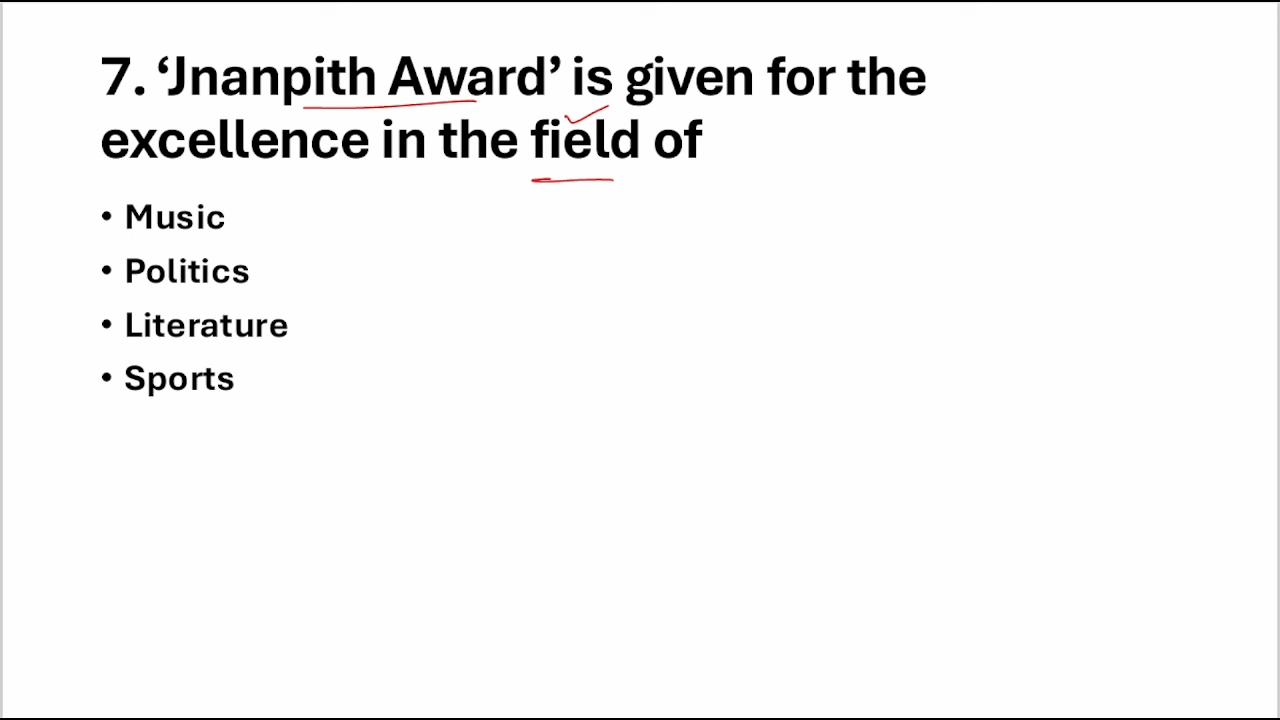 7. ‘Jnanpith Award’ is given for the
excellence in the field of
• Music
• Politics
• Literature
• Sports